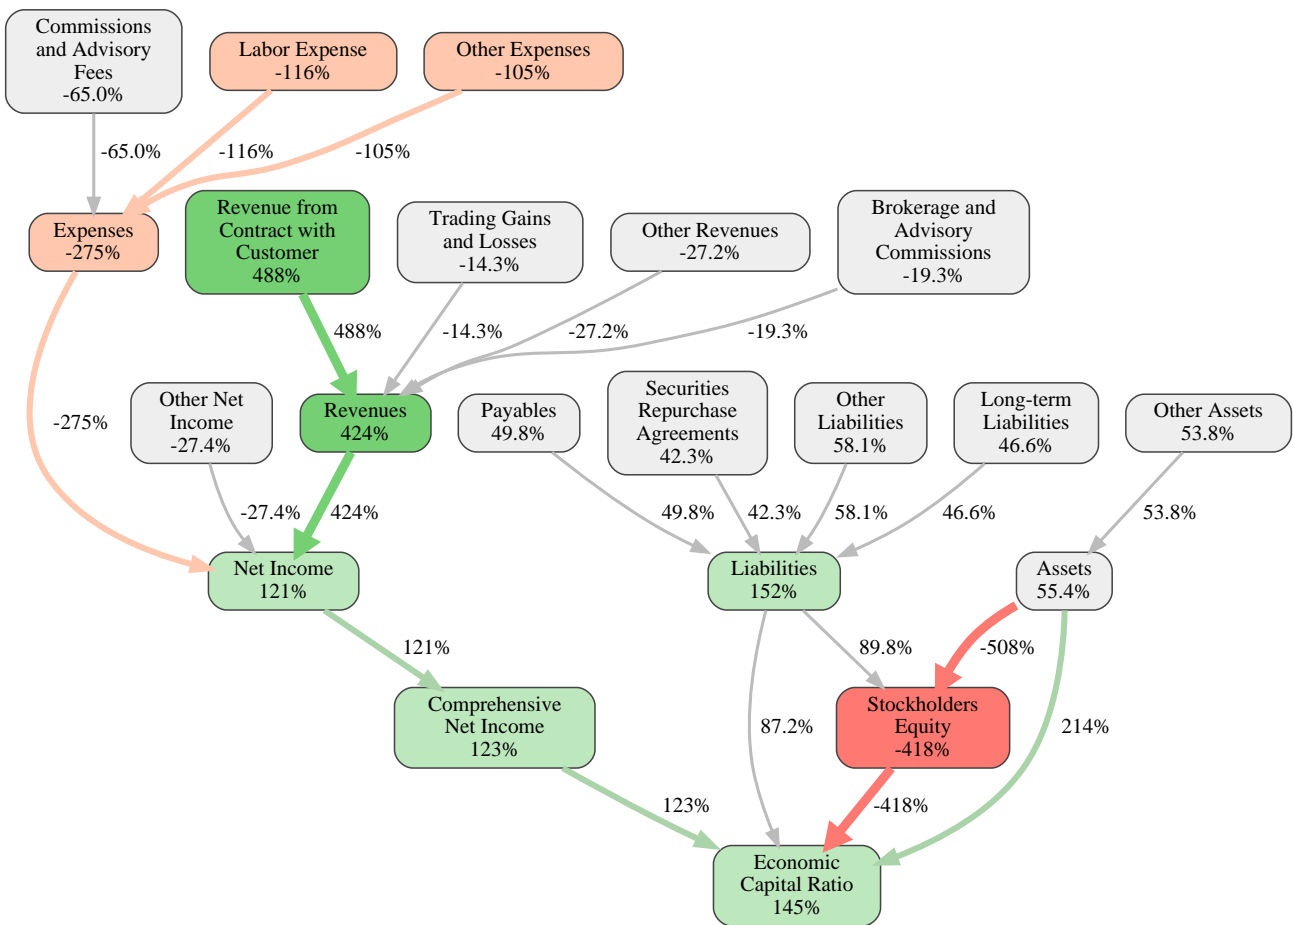 Commissions
and Advisory
Fees
-65.0%
Labor Expense
-116%
Other Expenses
-105%
-65.0%
-116%
-105%
Expenses
-275%
Revenue from
Contract with
Customer
488%
Trading Gains
and Losses
-14.3%
Other Revenues
-27.2%
Brokerage and
Advisory
Commissions
-19.3%
488%
-14.3%
-27.2%
-19.3%
-275%
Other Net
Income
-27.4%
Revenues
424%
Payables
49.8%
Securities
Repurchase
Agreements
42.3%
Other
Liabilities
58.1%
Long-term
Liabilities
46.6%
Other Assets
53.8%
-27.4%
424%
49.8%
42.3%
58.1%
46.6%
53.8%
Net Income
121%
Liabilities
152%
Assets
55.4%
121%
89.8%
-508%
Comprehensive
Net Income
123%
87.2%
Stockholders
Equity
-418%
214%
123%
-418%
Economic
Capital Ratio
145%